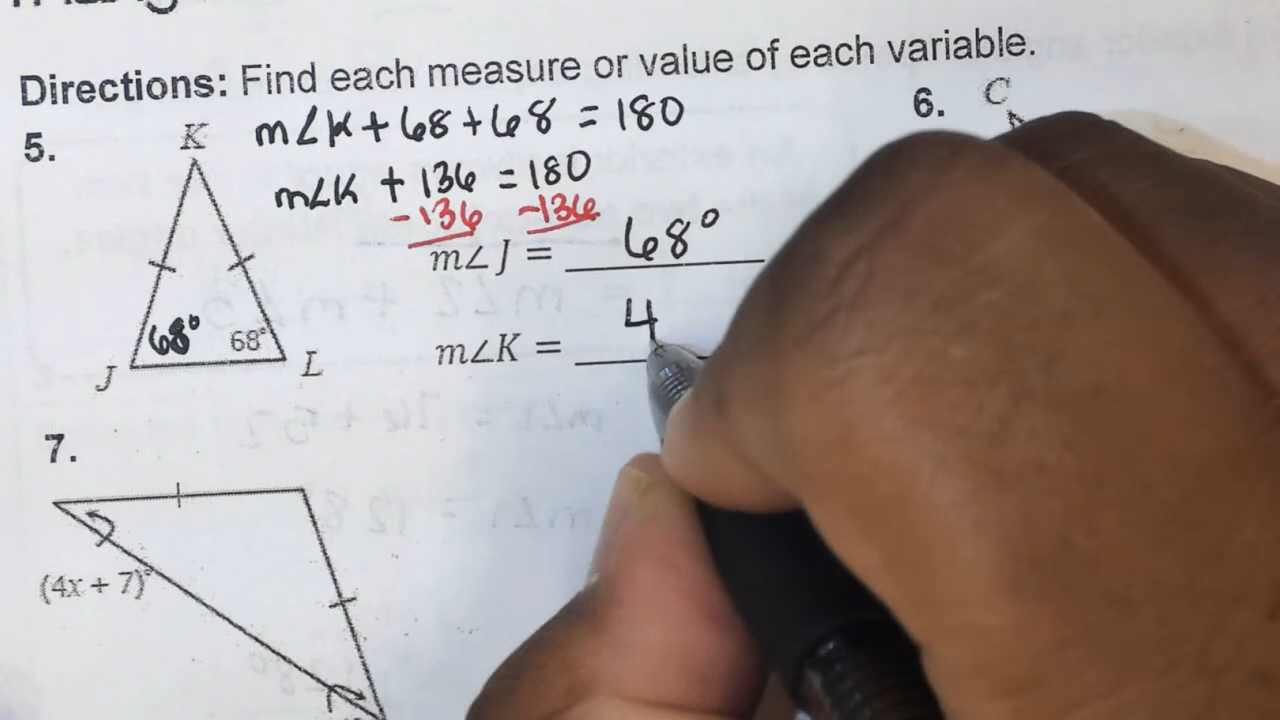 Directions: Find each measure or value of each variable.
5.
K
m∠K + 68 + 68 = 180
6.
C
m∠K + 136 = 180
-136 -136
m∠J = 68°
68° 68°
m∠K = 4
J
L
7.
(4x + 7)°